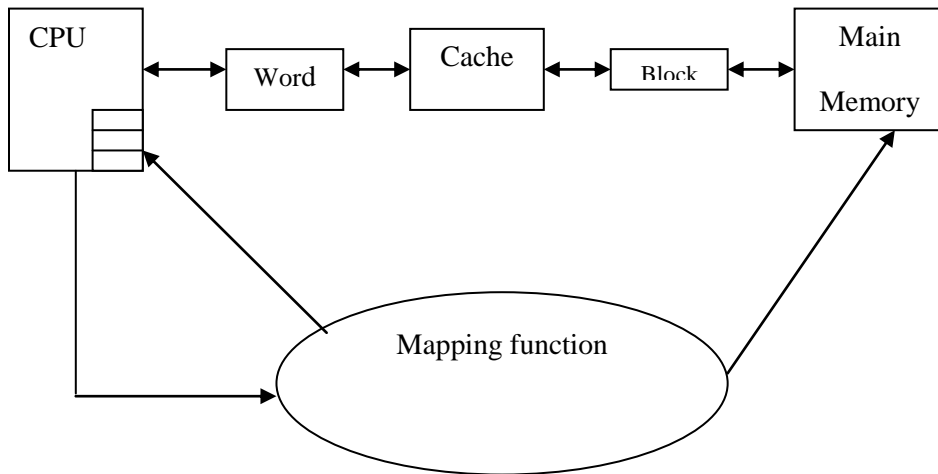 CPU
Word
Cache
Block
Main
Memory
Mapping function